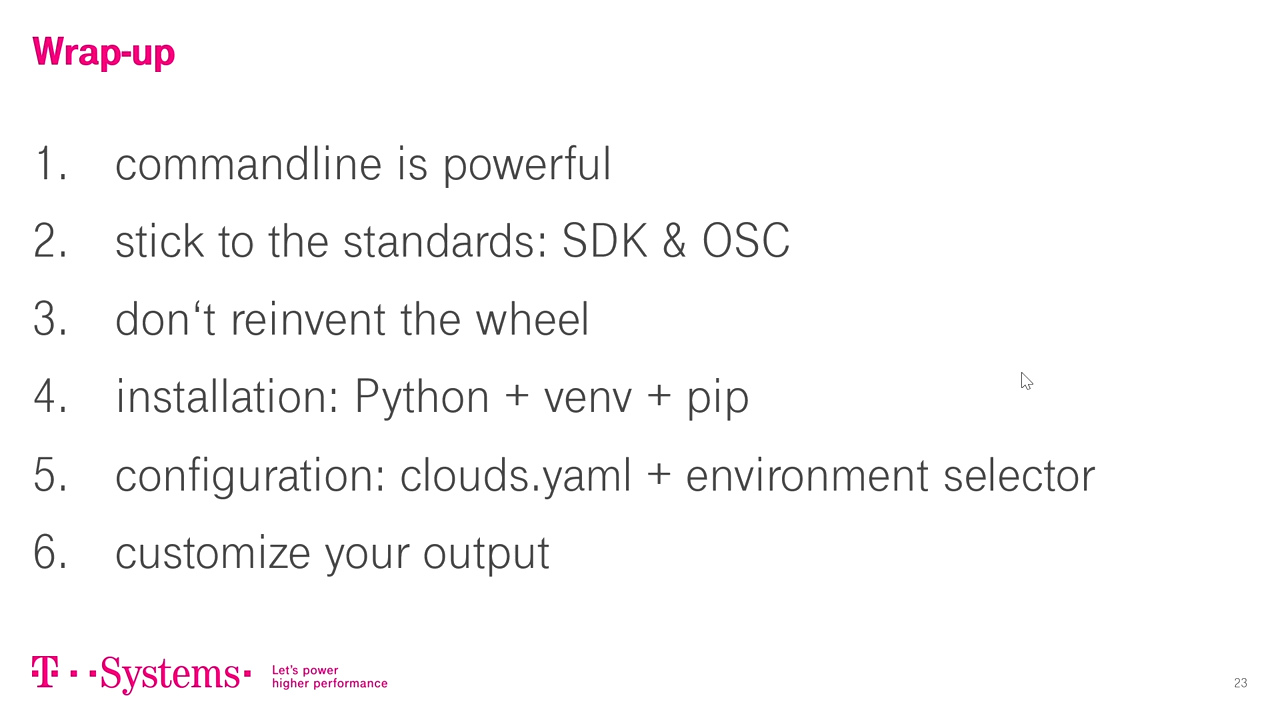 Wrap-up
1. commandline is powerful
2. stick to the standards: SDK & OSC
3. don‘t reinvent the wheel
4. installation: Python + venv + pip
5. configuration: clouds.yaml + environment selector
6. customize your output
T··Systems·
Let's power
higher performance
23